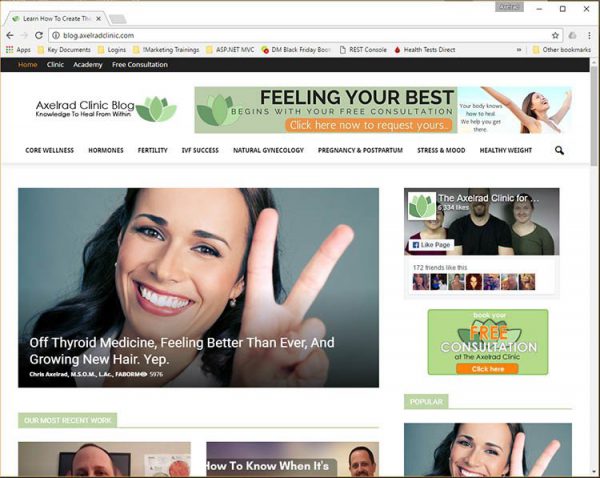 Axelrad
Learn How To Create The
blog.axelradclinic.com
Apps Key Documents Logins !Marketing Trainings ASP.NET MVC DM Black Friday Boot REST Console Health Tests Direct » Other bookmarks
Home Clinic Academy Free Consultation
Axelrad Clinic Blog
Knowledge To Heal From Within
FEELING YOUR BEST
BEGINS WITH YOUR FREE CONSULTATION
Click here now to request yours..
Your body knows
how to heal.
We help you get
there.
CORE WELLNESS HORMONES FERTILITY IVF SUCCESS NATURAL GYNECOLOGY PREGNANCY & POSTPARTUM STRESS & MOOD HEALTHY WEIGHT
The Axelrad Clinic for ...
6,334 likes
Like Page
172 friends like this
Off Thyroid Medicine, Feeling Better Than Ever, And
Growing New Hair. Yep.
Chris Axelrad, M.S.O.M., L.Ac., FABORM 5976
book your
FREE
CONSULTATION
at The Axelrad Clinic
Click here
OUR MOST RECENT WORK
POPULAR
How To Know When It's